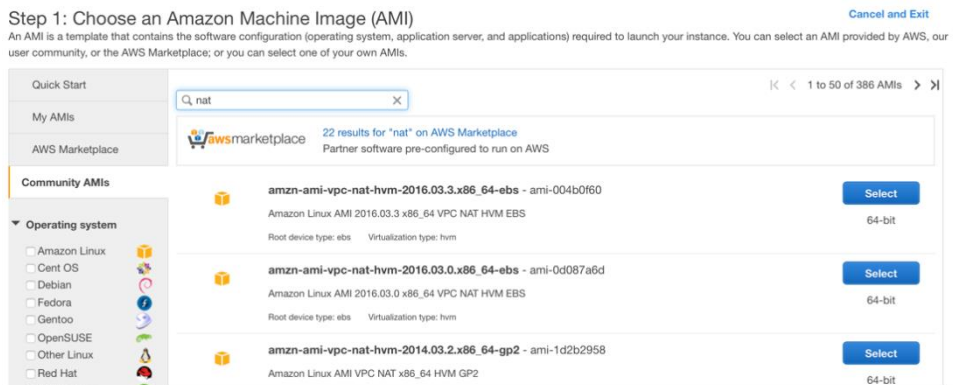 Step 1: Choose an Amazon Machine Image (AMI)
Cancel and Exit
An AMI is a template that contains the software configuration (operating system, application server, and applications) required to launch your instance. You can select an AMI provided by AWS, our
user community, or the AWS Marketplace; or you can select one of your own AMIs.
Quick Start
My AMIs
AWS Marketplace
Community AMIs
Operating system
Amazon Linux
Cent OS
Debian
Fedora
Gentoo
OpenSUSE
Other Linux
Red Hat
nat
1 to 50 of 386 AMIs
awsmarketplace
22 results for "nat" on AWS Marketplace
Partner software pre-configured to run on AWS
amzn-ami-vpc-nat-hvm-2016.03.3.x86_64-ebs - ami-004b0f60
Amazon Linux AMI 2016.03.3 x86_64 VPC NAT HVM EBS
Root device type: ebs Virtualization type: hvm
Select
64-bit
amzn-ami-vpc-nat-hvm-2016.03.0.x86_64-ebs - ami-0d087a6d
Amazon Linux AMI 2016.03.0 x86_64 VPC NAT HVM EBS
Root device type: ebs Virtualization type: hvm
Select
64-bit
amzn-ami-vpc-nat-hvm-2014.03.2.x86_64-gp2 - ami-1d2b2958
Amazon Linux AMI VPC NAT x86_64 HVM GP2
Select
64-bit